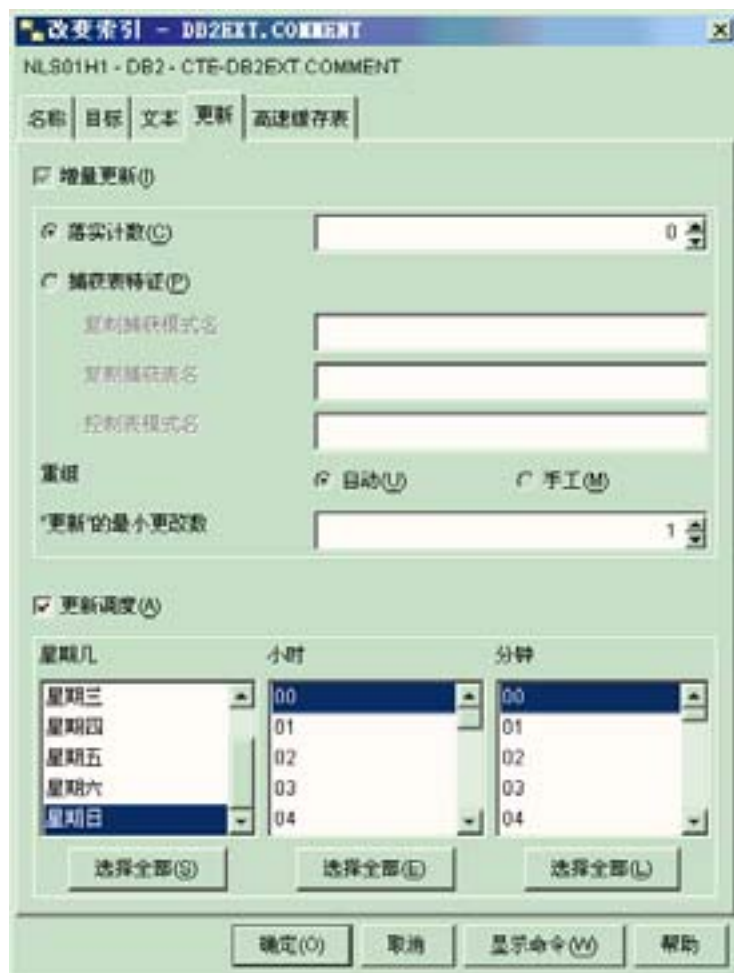 改变索引 - DB2EXT.COMMENT
NLS01H1 - DB2 - CTE-DB2EXT.COMMENT
名称 目标 文本 更新 高速缓存表
增量更新(I)
落实计数(C) 0
捕获表特征(P)
复制捕获模式名
复制捕获表名
控制表模式名
重组 自动(U) 手工(M)
"更新"的最小更改数 1
更新调度(A)
星期几 小时 分钟
星期三 00 00
星期四 01 01
星期五 02 02
星期六 03 03
星期日 04 04
选择全部(S) 选择全部(E) 选择全部(L)
确定(O) 取消 显示命令(W) 帮助